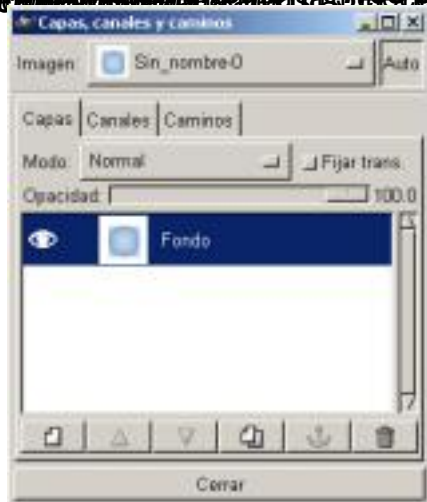 Capas, canales y caminos
Imagen: Sin_nombre-0 Auto
Capas Canales Caminos
Modo: Normal Fijar trans.
Opacidad: 100.0
Fondo
Cerrar